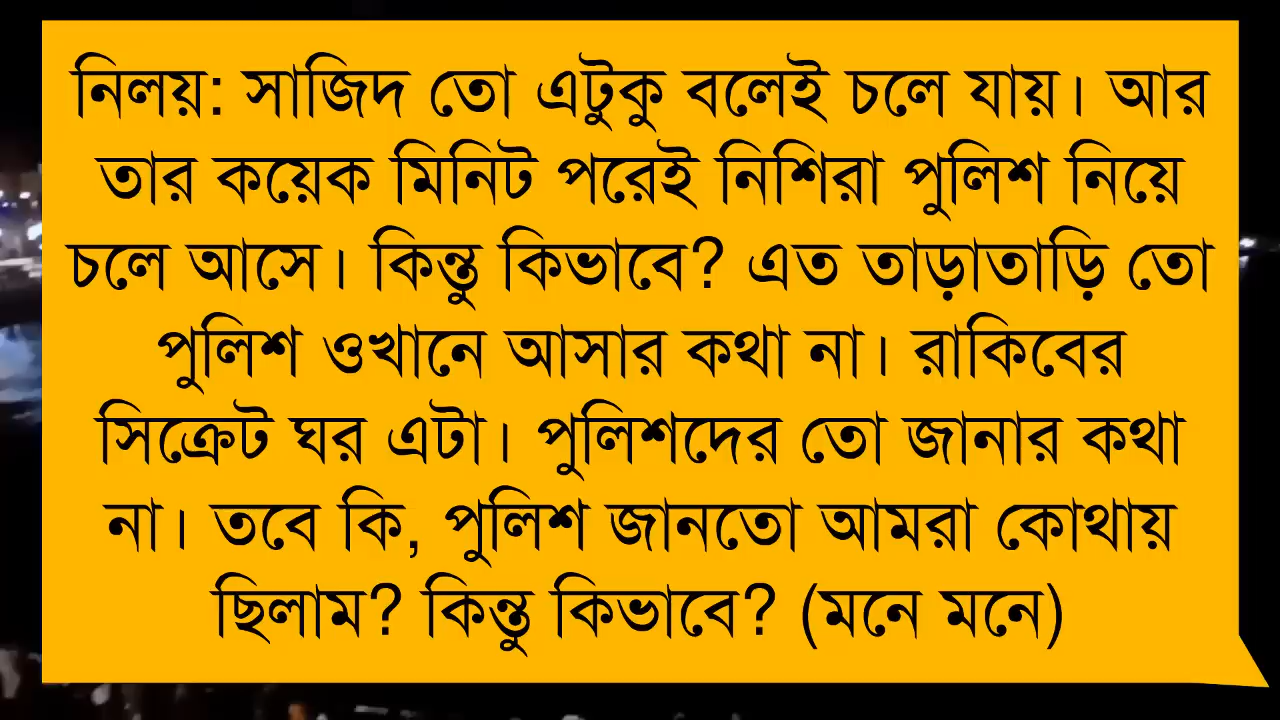 নিলয়: সাজিদ তো এটুকু বলেই চলে যায়। আর
তার কয়েক মিনিট পরেই নিশিরা পুলিশ নিয়ে
চলে আসে। কিন্তু কিভাবে? এত তাড়াতাড়ি তো
পুলিশ ওখানে আসার কথা না। রাকিবের
সিক্রেট ঘর এটা। পুলিশদের তো জানার কথা
না। তবে কি, পুলিশ জানতো আমরা কোথায়
ছিলাম? কিন্তু কিভাবে? (মনে মনে)